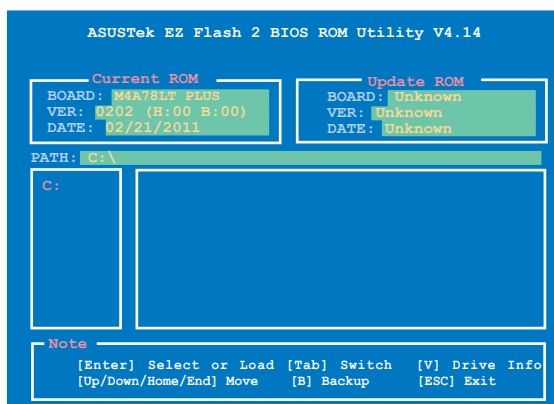 ASUSTek EZ Flash 2 BIOS ROM Utility V4.14
Current ROM
BOARD: M4A78LT PLUS
VER: 0202 (H:00 B:00)
DATE: 02/21/2011
Update ROM
BOARD: Unknown
VER: Unknown
DATE: Unknown
PATH: C:\
C:
Note
[Enter] Select or Load [Tab] Switch [V] Drive Info
[Up/Down/Home/End] Move [B] Backup [ESC] Exit